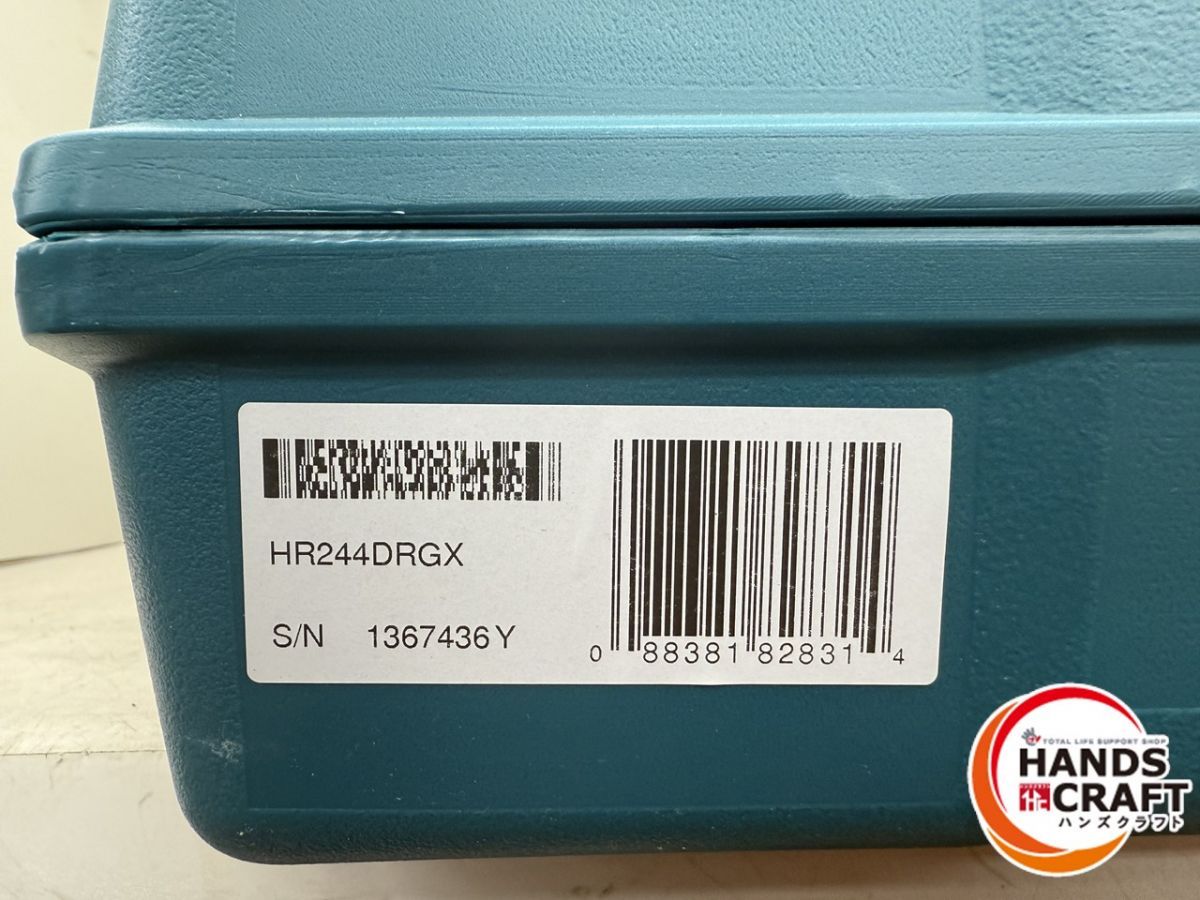 HR244DRGX
S/N 1367436Y
0 88381 82831 4
TOTAL LIFE SUPPORT SHOP
HANDS
CRAFT
ハンズクラフト